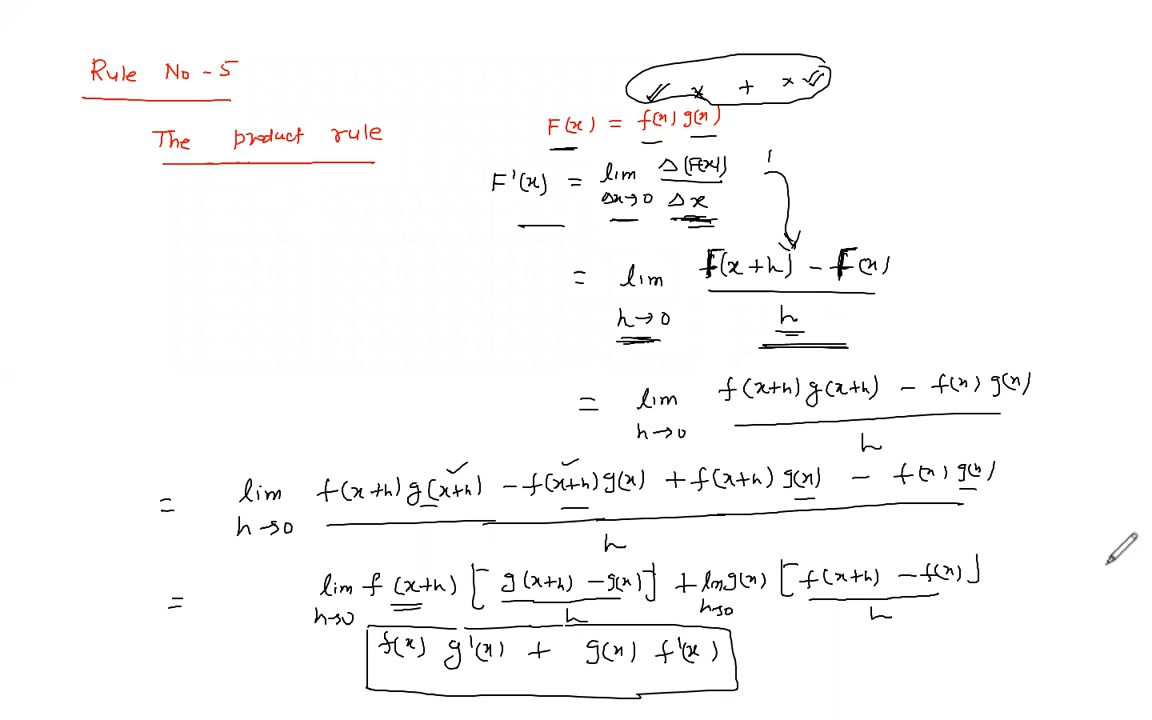 Rule No - 5
x + x
The product rule
F(x) = f(x) g(x)
F'(x) = lim Δx→0 Δ(F(x)) / Δx
= lim h→0 F(x+h) - F(x) / h
= lim h→0 f(x+h) g(x+h) - f(x) g(x) / h
= lim h→0 f(x+h) g(x+h) - f(x+h) g(x) + f(x+h) g(x) - f(x) g(x) / h
= lim h→0 f(x+h) [g(x+h) - g(x)] / h + lim h→0 g(x) [f(x+h) - f(x)] / h
f(x) g'(x) + g(x) f'(x)